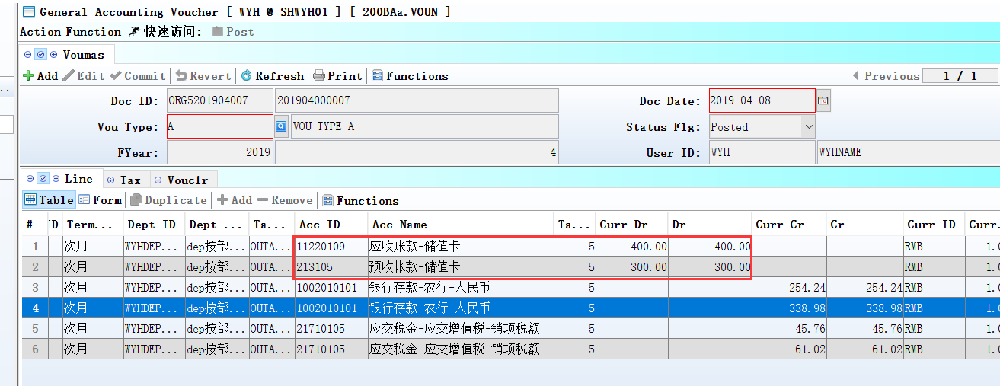 General Accounting Voucher [ WYH @ SHWYH01 ] [ 200BAa.VOUN ]
Action Function 快速访问: Post
Voumas
Add Edit Commit Revert Refresh Print Functions Previous 1 / 1
Doc ID: ORG5201904007 201904000007 Doc Date: 2019-04-08
Vou Type: A VOU TYPE A Status Flg: Posted
FYear: 2019 4 User ID: WYH WYHNAME
Line Tax Vouclr
Table Form Duplicate Add Remove Functions
# ID Term... Dept ID Dept ... Ta... Acc ID Acc Name Ta... Curr Dr Dr Curr Cr Cr Curr ID Curr.
1 次月 WYHDEP... dep按部... OUTA... 11220109 应收账款-储值卡 5 400.00 400.00 RMB 1.0
2 次月 WYHDEP... dep按部... OUTA... 213105 预收帐款-储值卡 5 300.00 300.00 RMB 1.0
3 次月 WYHDEP... dep按部... OUTA... 1002010101 银行存款-农行-人民币 5 254.24 254.24 RMB 1.0
4 次月 WYHDEP... dep按部... OUTA... 1002010101 银行存款-农行-人民币 5 338.98 338.98 RMB 1.0
5 次月 WYHDEP... dep按部... OUTA... 21710105 应交税金-应交增值税-销项税额 5 45.76 45.76 RMB 1.0
6 次月 WYHDEP... dep按部... OUTA... 21710105 应交税金-应交增值税-销项税额 5 61.02 61.02 RMB 1.0